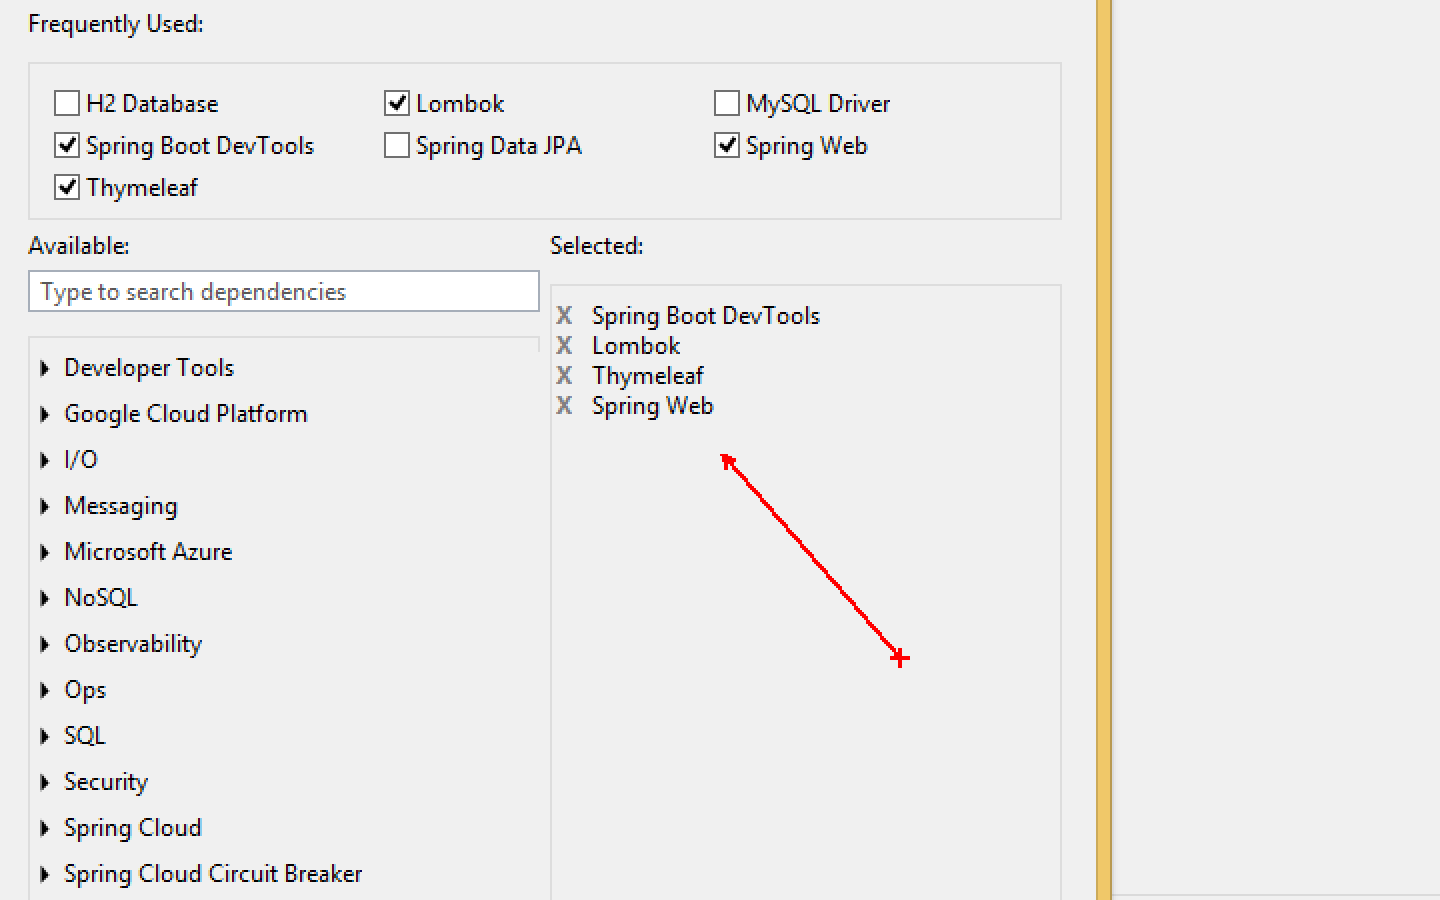 Frequently Used:
H2 Database
Lombok
MySQL Driver
Spring Boot DevTools
Spring Data JPA
Spring Web
Thymeleaf
Available:
Type to search dependencies
Developer Tools
Google Cloud Platform
I/O
Messaging
Microsoft Azure
NoSQL
Observability
Ops
SQL
Security
Spring Cloud
Spring Cloud Circuit Breaker
Selected:
X Spring Boot DevTools
X Lombok
X Thymeleaf
X Spring Web